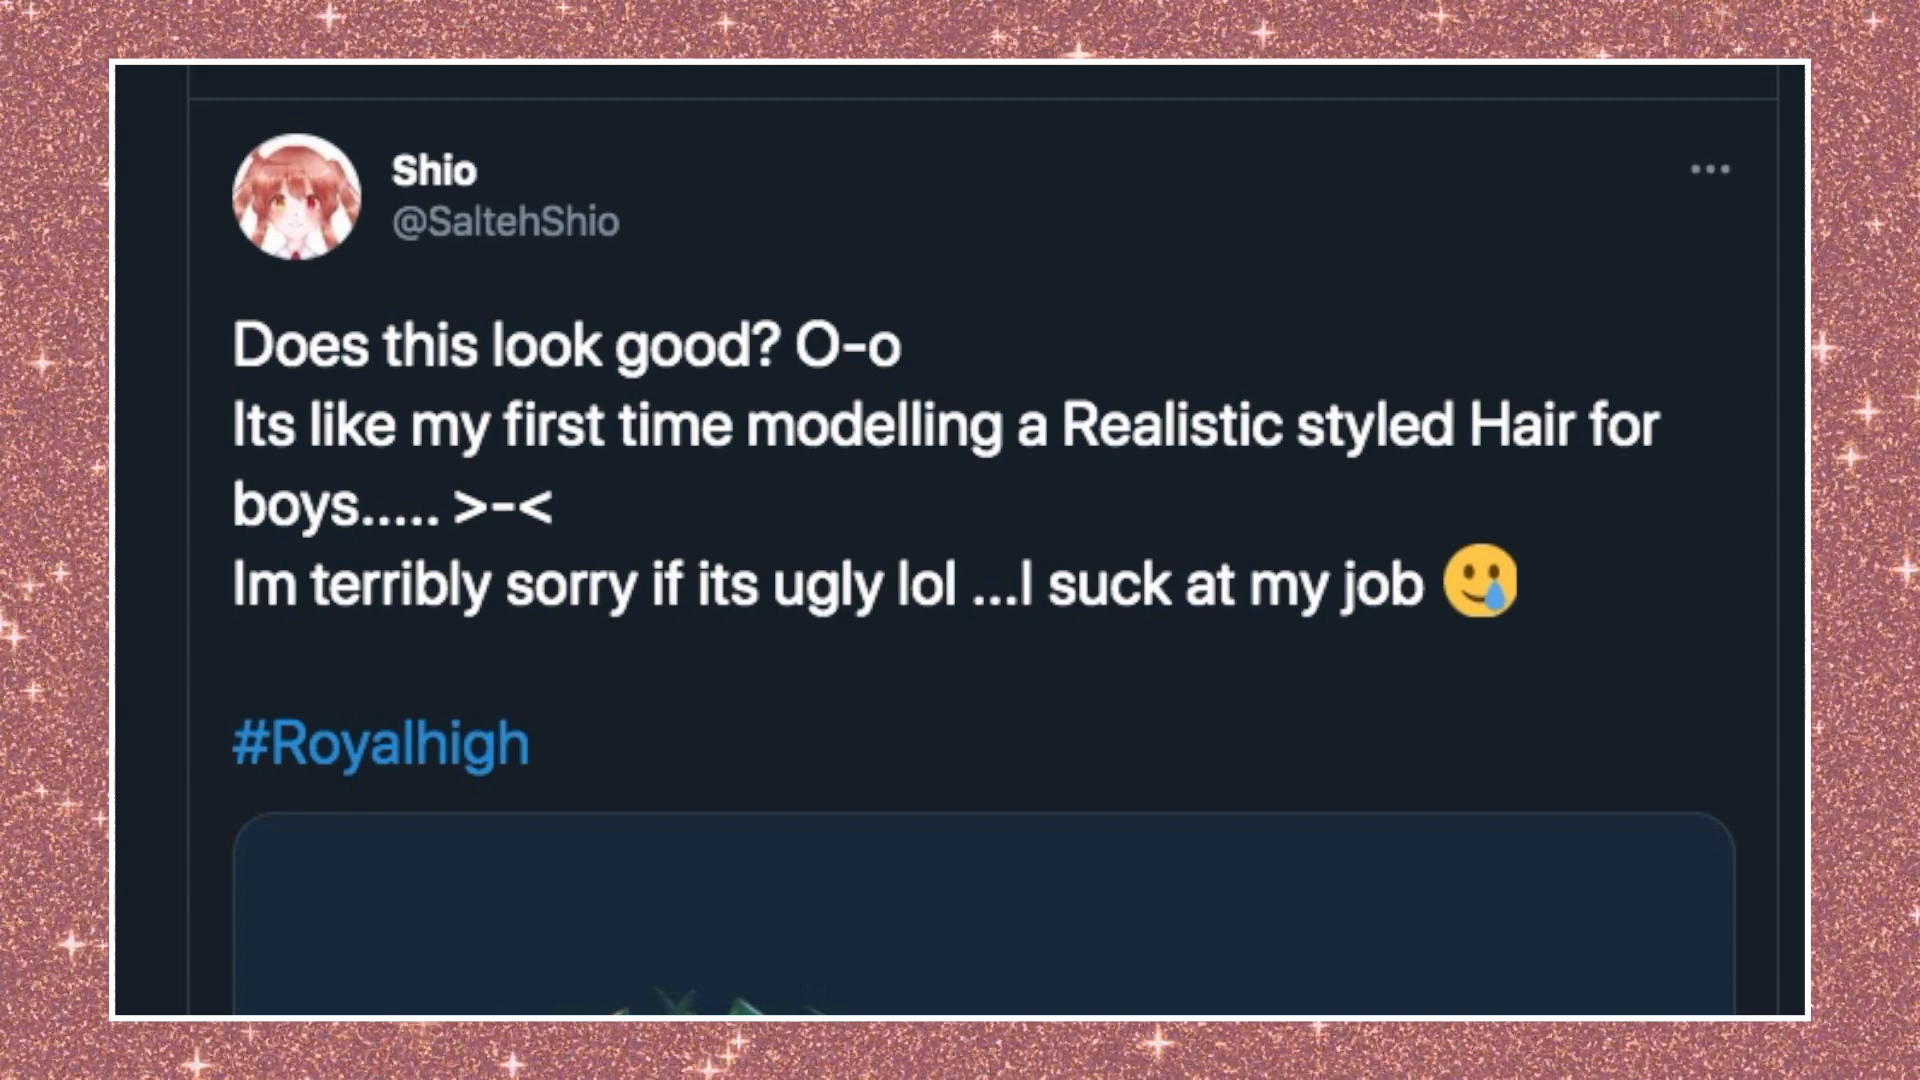 Shio
@SaltehShio
Does this look good? O-o
Its like my first time modelling a Realistic styled Hair for
boys..... >-<
Im terribly sorry if its ugly lol ...I suck at my job 🥲
#Royalhigh